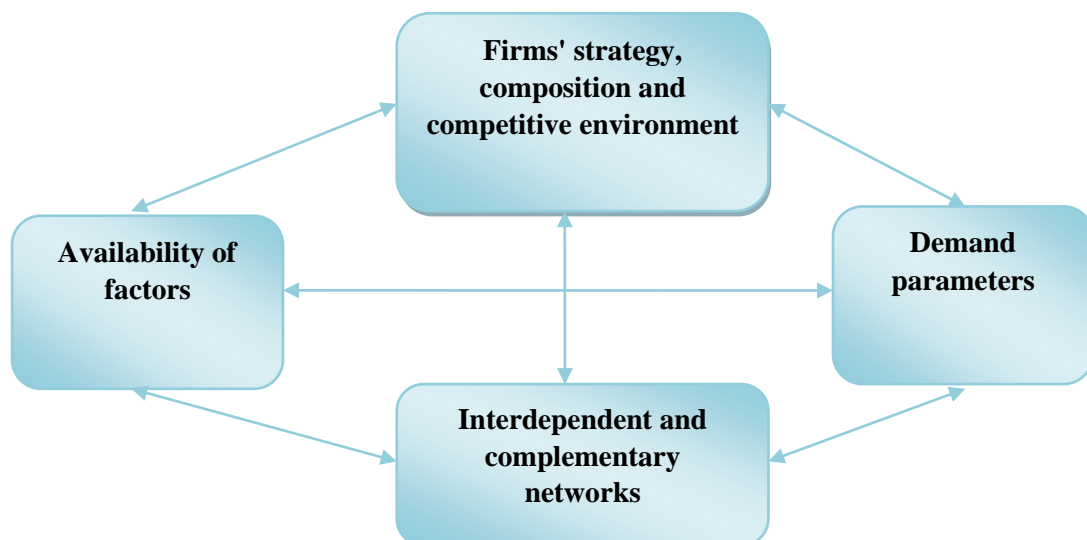 Firms' strategy,
composition and
competitive environment
Availability of
factors
Demand
parameters
Interdependent and
complementary
networks